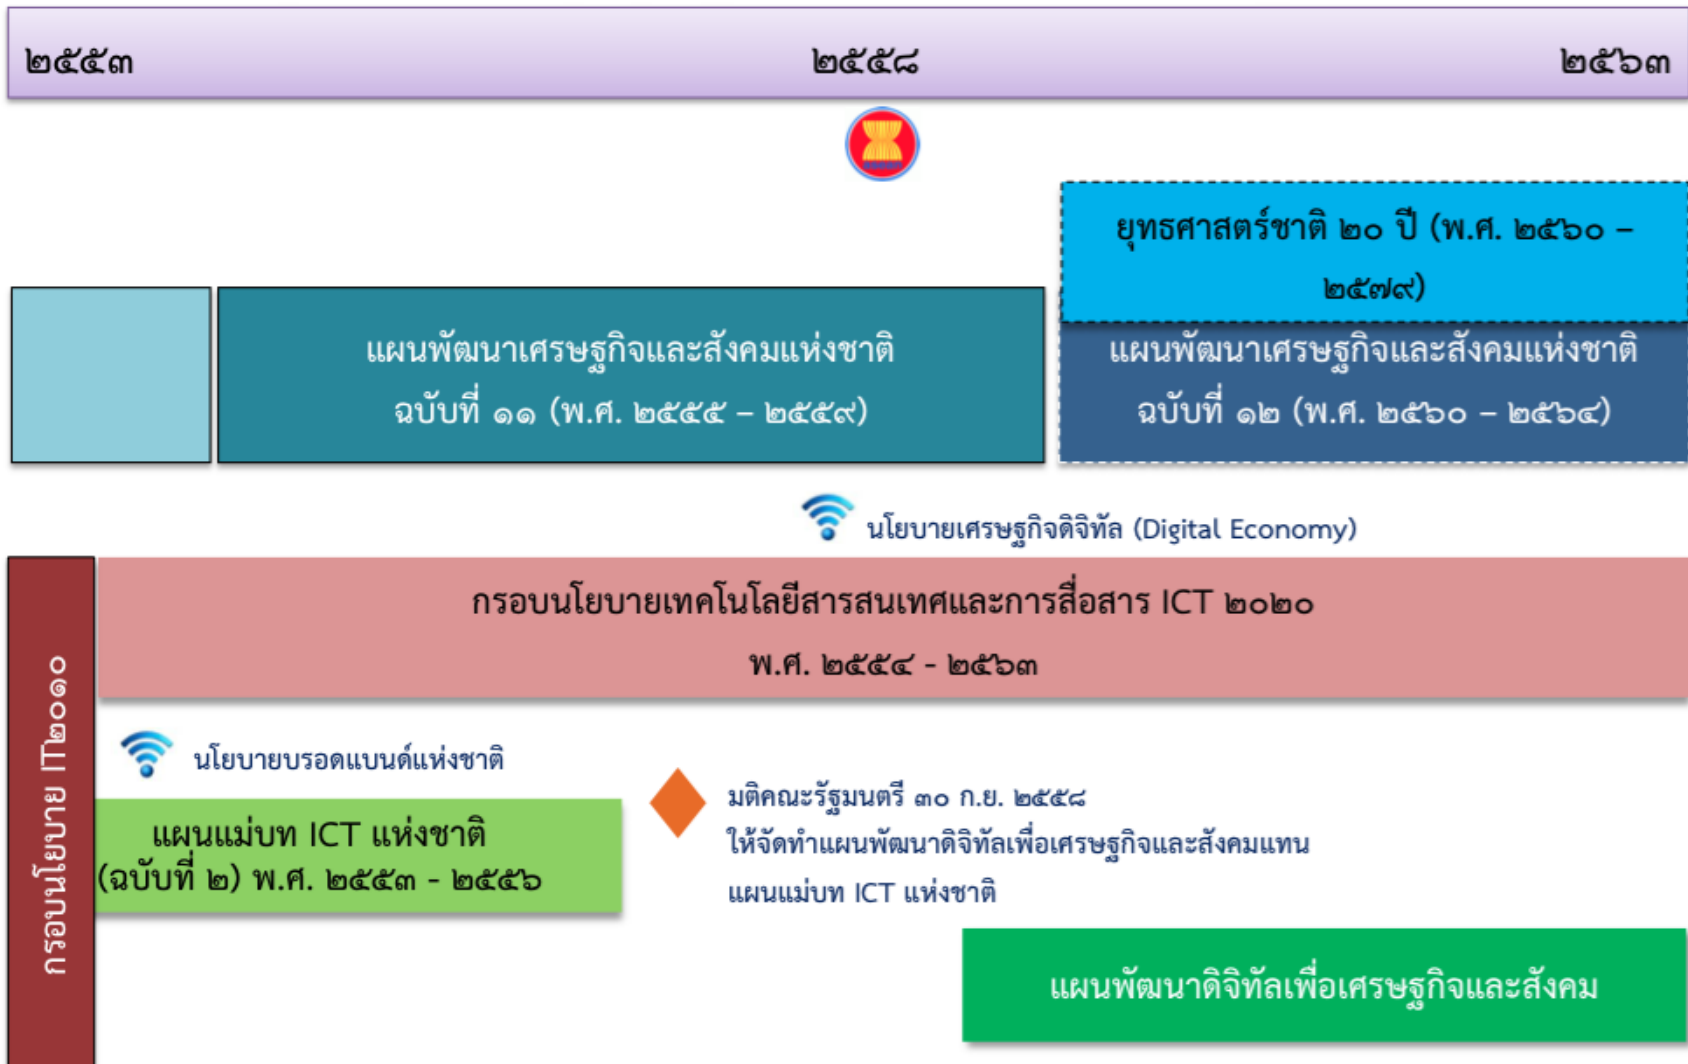 ๒๕๕๓ ๒๕๕๘ ๒๕๖๓
ยุทธศาสตร์ชาติ ๒๐ ปี (พ.ศ. ๒๕๖๐ –
๒๕๗๙)
แผนพัฒนาเศรษฐกิจและสังคมแห่งชาติ
ฉบับที่ ๑๑ (พ.ศ. ๒๕๕๕ – ๒๕๕๙)
แผนพัฒนาเศรษฐกิจและสังคมแห่งชาติ
ฉบับที่ ๑๒ (พ.ศ. ๒๕๖๐ – ๒๕๖๔)
นโยบายเศรษฐกิจดิจิทัล (Digital Economy)
กรอบนโยบายเทคโนโลยีสารสนเทศและการสื่อสาร ICT ๒๐๒๐
พ.ศ. ๒๕๕๔ - ๒๕๖๓
กรอบนโยบาย IT๒๐๑๐
นโยบายบรอดแบนด์แห่งชาติ
แผนแม่บท ICT แห่งชาติ
(ฉบับที่ ๒) พ.ศ. ๒๕๕๓ - ๒๕๕๖
มติคณะรัฐมนตรี ๓๐ ก.ย. ๒๕๕๘
ให้จัดทำแผนพัฒนาดิจิทัลเพื่อเศรษฐกิจและสังคมแทน
แผนแม่บท ICT แห่งชาติ
แผนพัฒนาดิจิทัลเพื่อเศรษฐกิจและสังคม